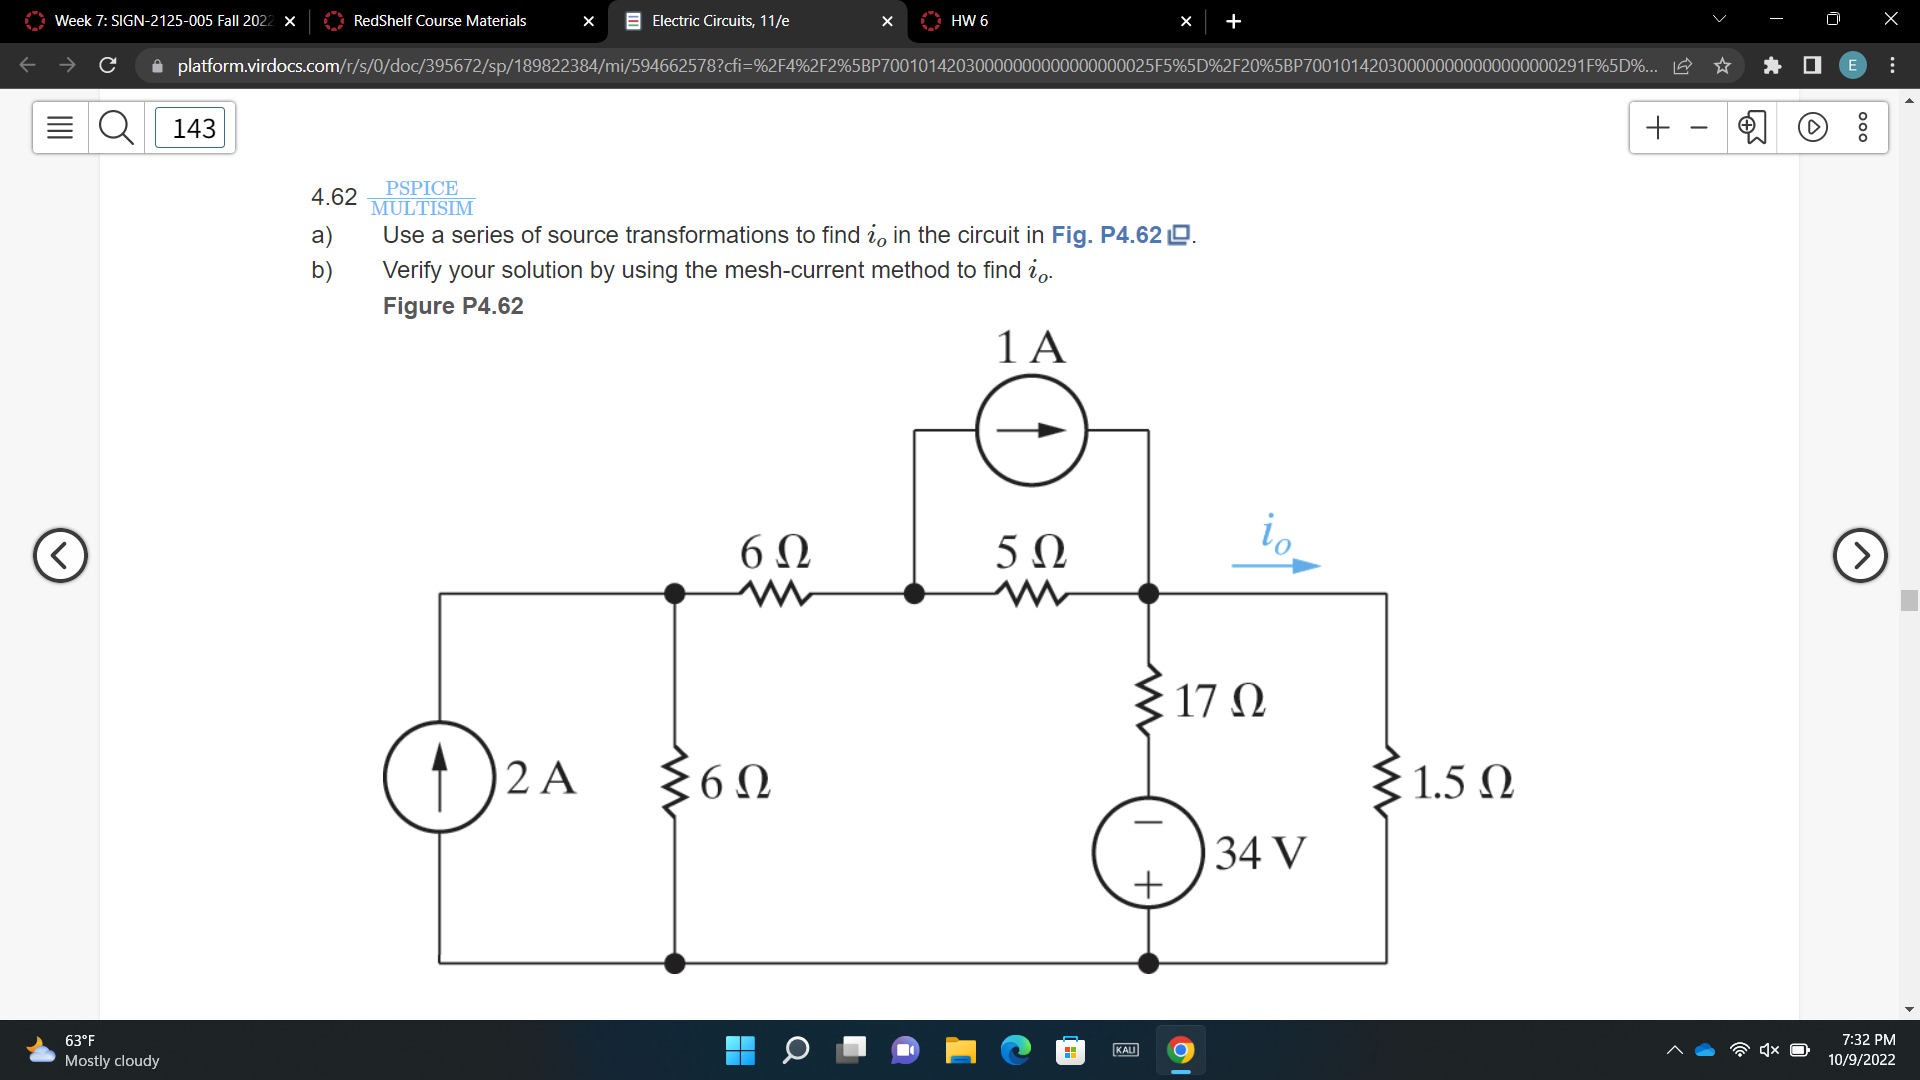 Week 7: SIGN-2125-005 Fall 2022
RedShelf Course Materials
Electric Circuits, 11/e
HW 6
platform.virdocs.com/r/s/0/doc/395672/sp/189822384/mi/594662578?cfi=%2F4%2F2%5BP7001014203000000000000000025F5%5D%2F20%5BP700101420300000000000000000291F%5D%...
E
143
4.62 PSPICE
MULTISIM
a) Use a series of source transformations to find io in the circuit in Fig. P4.62.
b) Verify your solution by using the mesh-current method to find io.
Figure P4.62
1 A
io
6 Ω
5 Ω
17 Ω
2 A
6 Ω
1.5 Ω
34 V
63°F
Mostly cloudy
KALI
7:32 PM
10/9/2022